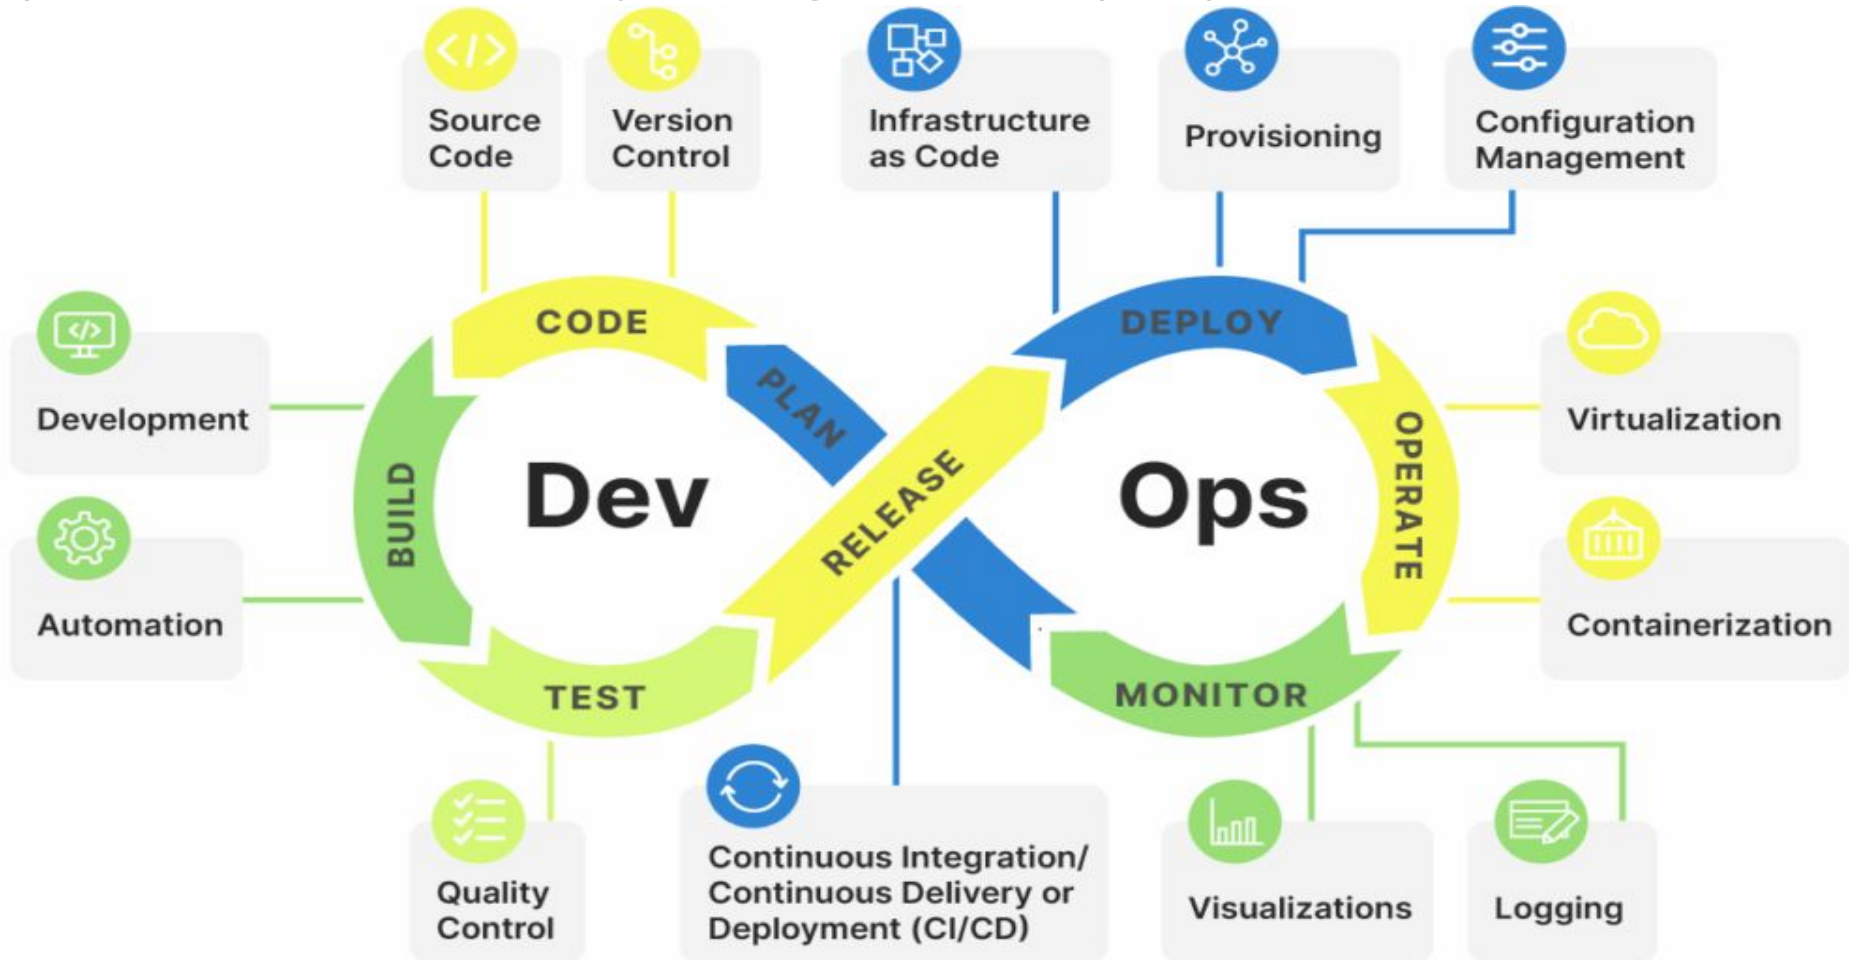 Source
Code
Version
Control
Infrastructure
as Code
Provisioning
Configuration
Management
CODE
PLAN
DEPLOY
Development
BUILD
Dev
RELEASE
Ops
OPERATE
Virtualization
Automation
Containerization
TEST
MONITOR
Quality
Control
Continuous Integration/
Continuous Delivery or
Deployment (CI/CD)
Visualizations
Logging